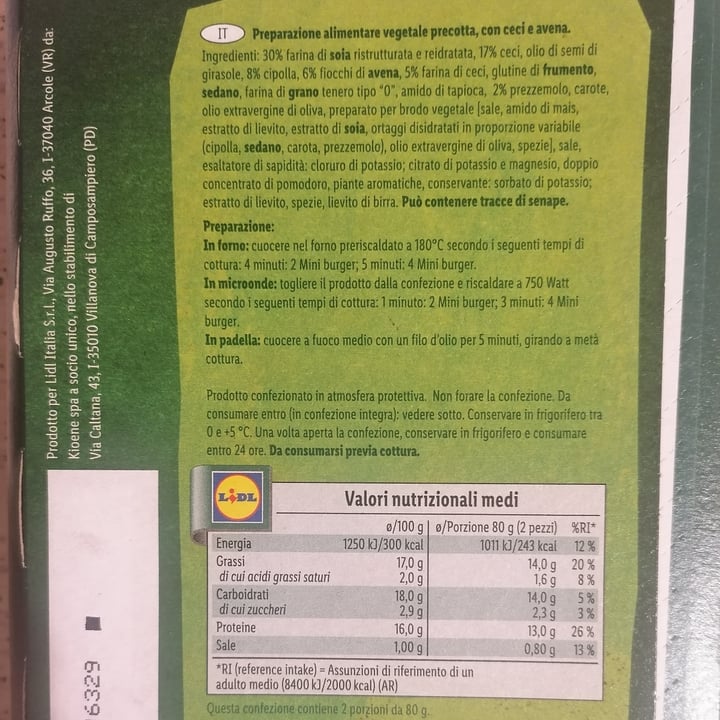 Prodotto per Lidl Italia S.r.l., Via Augusto Ruffo, 36, I-37040 Arcole (VR) da:
Kioene spa a socio unico, nello stabilimento di
Via Caltana, 43, I-35010 Villanova di Camposampiero (PD)
6329
IT Preparazione alimentare vegetale precotta, con ceci e avena.
Ingredienti: 30% farina di soia ristrutturata e reidratata, 17% ceci, olio di semi di
girasole, 8% cipolla, 6% fiocchi di avena, 5% farina di ceci, glutine di frumento,
sedano, farina di grano tenero tipo "0", amido di tapioca, 2% prezzemolo, carote,
olio extravergine di oliva, preparato per brodo vegetale [sale, amido di mais,
estratto di lievito, estratto di soia, ortaggi disidratati in proporzione variabile
(cipolla, sedano, carota, prezzemolo), olio extravergine di oliva, spezie], sale,
esaltatore di sapidità: cloruro di potassio; citrato di potassio e magnesio, doppio
concentrato di pomodoro, piante aromatiche, conservante: sorbato di potassio;
estratto di lievito, spezie, lievito di birra. Può contenere tracce di senape.
Preparazione:
In forno: cuocere nel forno preriscaldato a 180°C secondo i seguenti tempi di
cottura: 4 minuti: 2 Mini burger; 5 minuti: 4 Mini burger.
In microonde: togliere il prodotto dalla confezione e riscaldare a 750 Watt
secondo i seguenti tempi di cottura: 1 minuto: 2 Mini burger; 3 minuti: 4 Mini
burger.
In padella: cuocere a fuoco medio con un filo d'olio per 5 minuti, girando a metà
cottura.
Prodotto confezionato in atmosfera protettiva. Non forare la confezione. Da
consumare entro (in confezione integra): vedere sotto. Conservare in frigorifero tra
0 e +5 °C. Una volta aperta la confezione, conservare in frigorifero e consumare
entro 24 ore. Da consumarsi previa cottura.
LIDL
Valori nutrizionali medi
ø/100 g ø/Porzione 80 g (2 pezzi) %RI*
Energia 1250 kJ/300 kcal 1011 kJ/243 kcal 12 %
Grassi 17,0 g 14,0 g 20 %
di cui acidi grassi saturi 2,0 g 1,6 g 8 %
Carboidrati 18,0 g 14,0 g 5 %
di cui zuccheri 2,9 g 2,3 g 3 %
Proteine 16,0 g 13,0 g 26 %
Sale 1,00 g 0,80 g 13 %
*RI (reference intake) = Assunzioni di riferimento di un
adulto medio (8400 kJ/2000 kcal) (AR)
Questa confezione contiene 2 porzioni da 80 g.